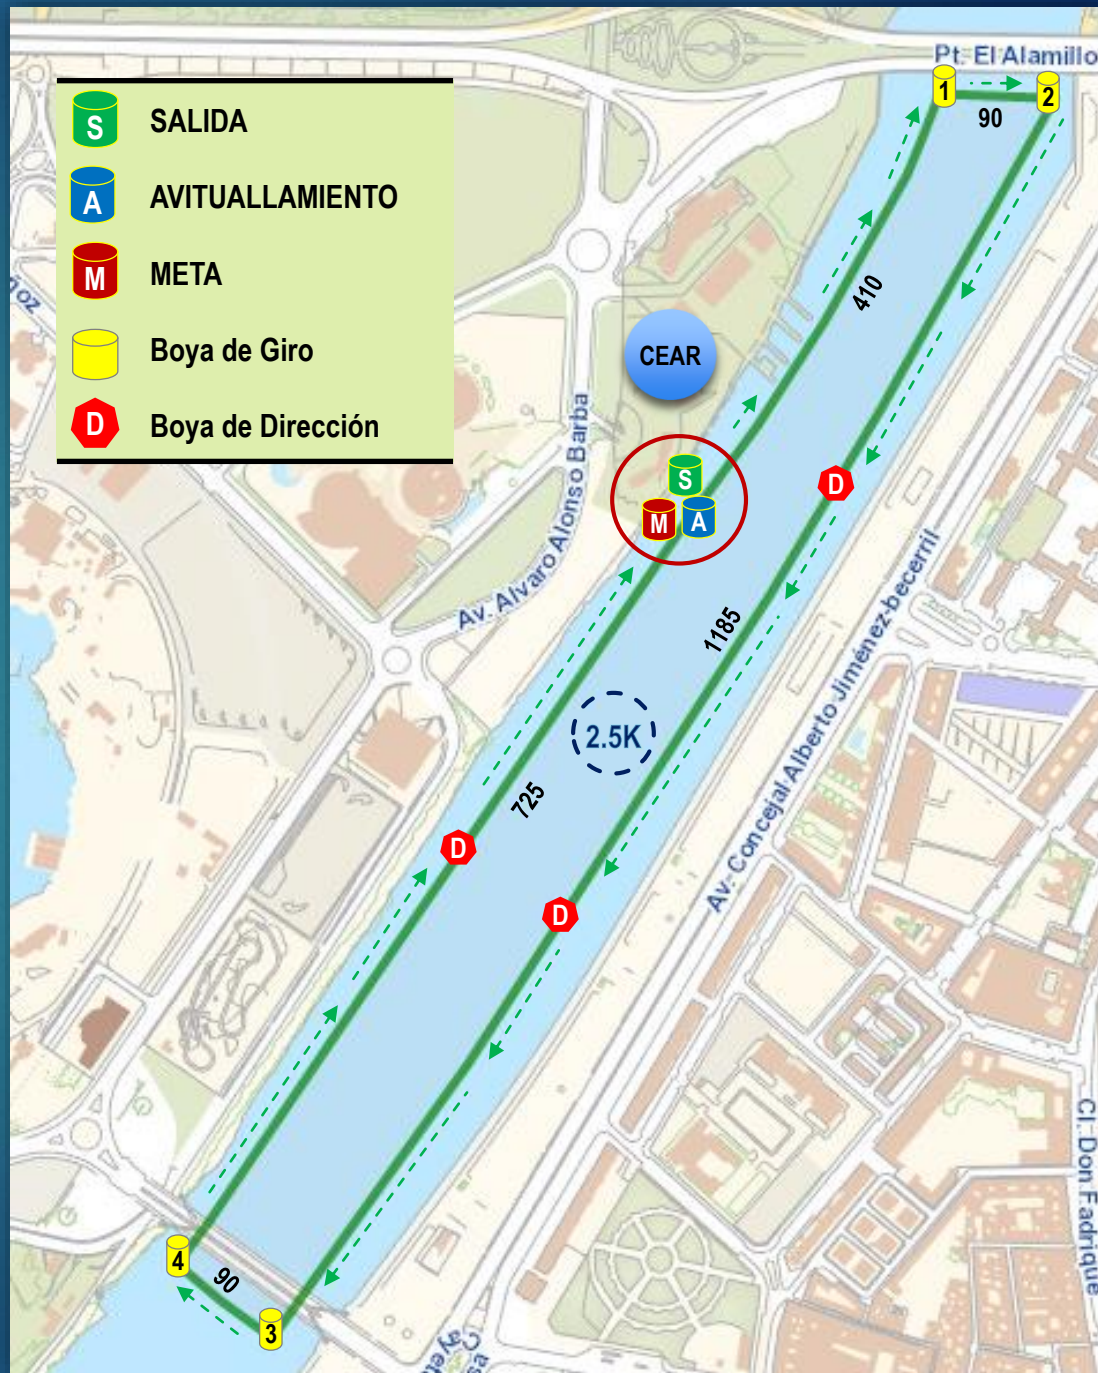 Pt. El Alamillo
S SALIDA
A AVITUALLAMIENTO
M META
Boya de Giro
D Boya de Dirección
1
2
90
410
CEAR
Av. Alvaro Alonso Barba
S
M
A
D
1185
2.5K
725
D
D
Av. Concejal Alberto Jiménez-becerril
Cl. Don Fadrique
4
90
3